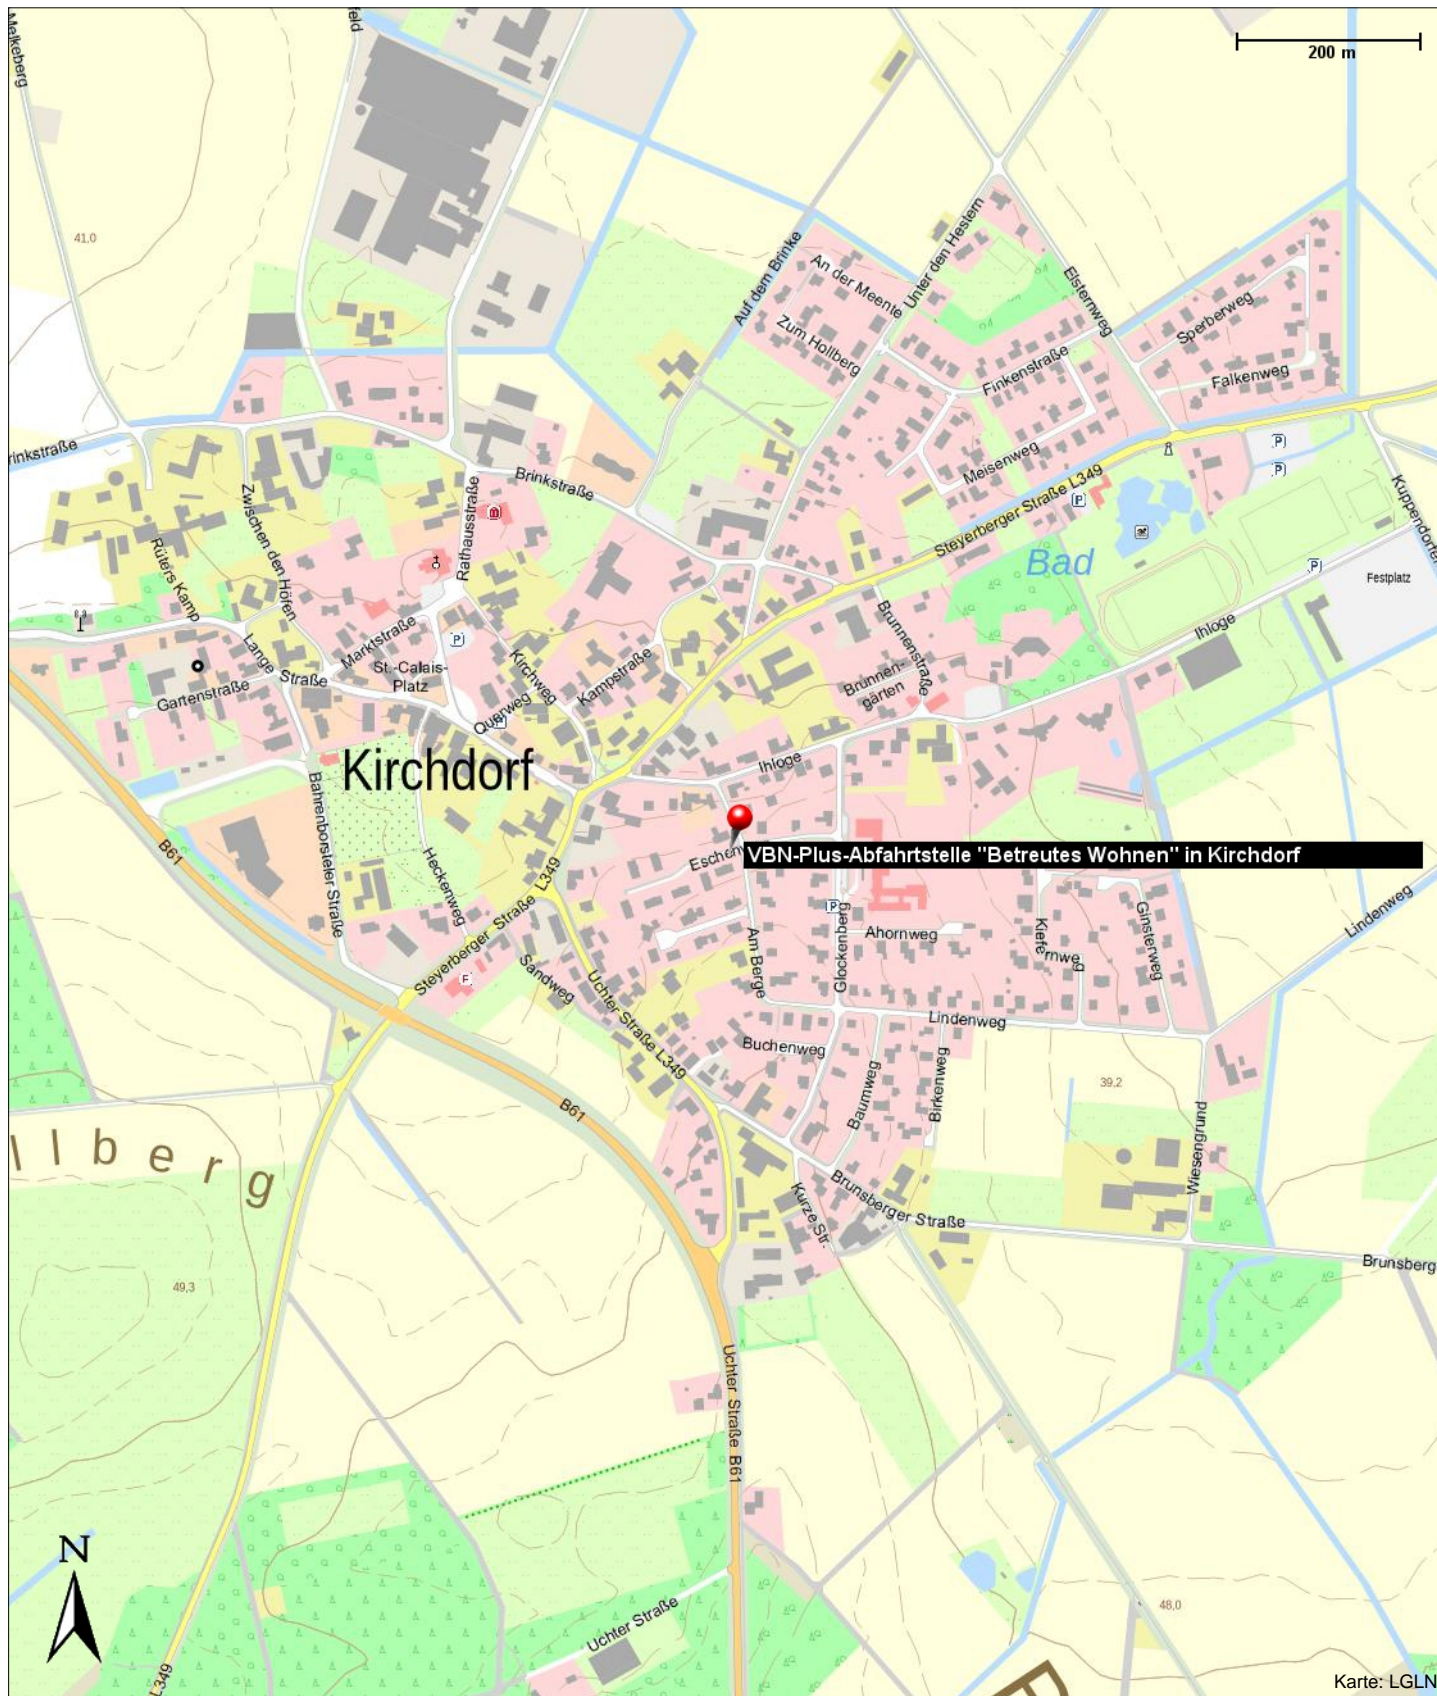 Melkeberg
feld
200 m
41,0
Auf dem Brinke
An der Meente
Zum Hollberg
Unter den Hestern
Elsternweg
Sperberweg
Falkenweg
Finkenstraße
Meisenweg
Steyerberger Straße L349
P
P
P
P
Kuppendorfer
Festplatz
Bad
rinkstraße
Brinkstraße
Rathausstraße
Zwischen den Höfen
Rüters Kamp
Lange Straße
Marktstraße
St.-Calais-
Platz
P
Gartenstraße
Kirchweg
Querweg
Kampstraße
Brunnenstraße
Brunnen-
gärten
Ihloge
Ihloge
Kirchdorf
Bahrenborsteler Straße
B61
Heckenweg
Eschenw
VBN-Plus-Abfahrtstelle "Betreutes Wohnen" in Kirchdorf
Steyerberger Straße L349
F
Sandweg
Uchter Straße L349
Am Berge
Glockenberg
P
Ahornweg
Kiefernweg
Ginsterweg
Lindenweg
Lindenweg
Buchenweg
Baumweg
Birkenweg
39,2
Wiesengrund
B61
llberg
49,3
Kurze Str.
Brunsberger Straße
Brunsberg
Uchter Straße B61
Uchter Straße
48,0
N
L349
Karte: LGLN